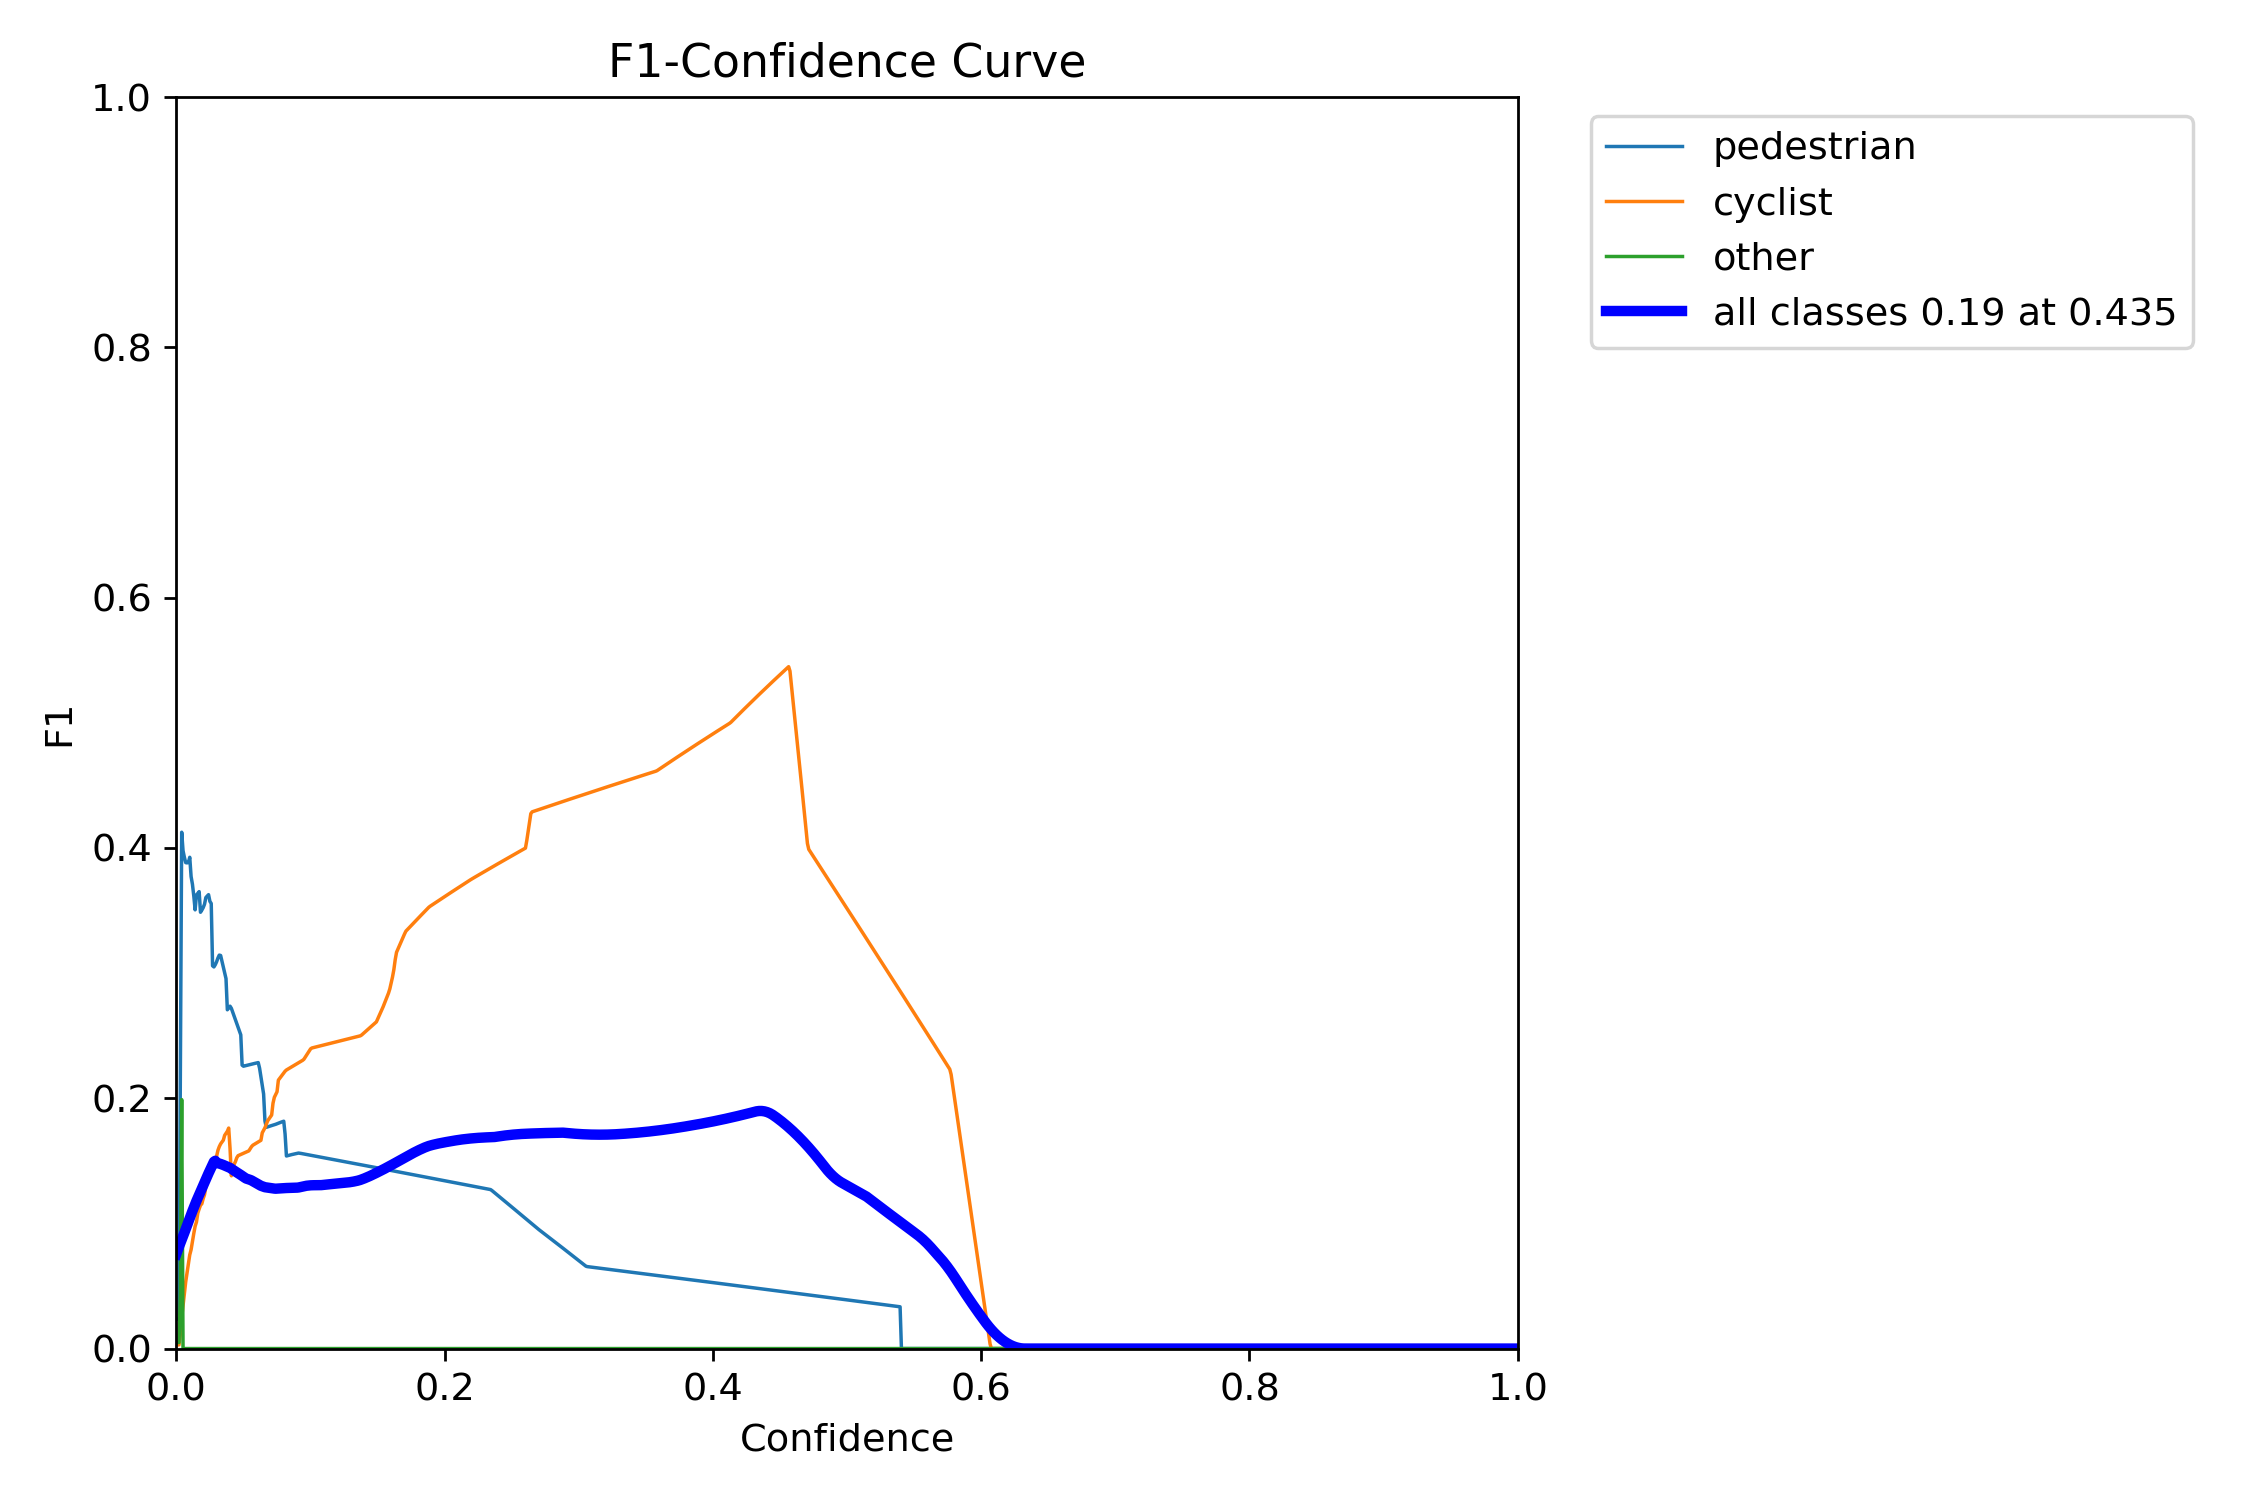 F1-Confidence Curve
1.0
0.8
0.6
0.4
0.2
0.0
F1
0.0 0.2 0.4 0.6 0.8 1.0
Confidence
pedestrian
cyclist
other
all classes 0.19 at 0.435